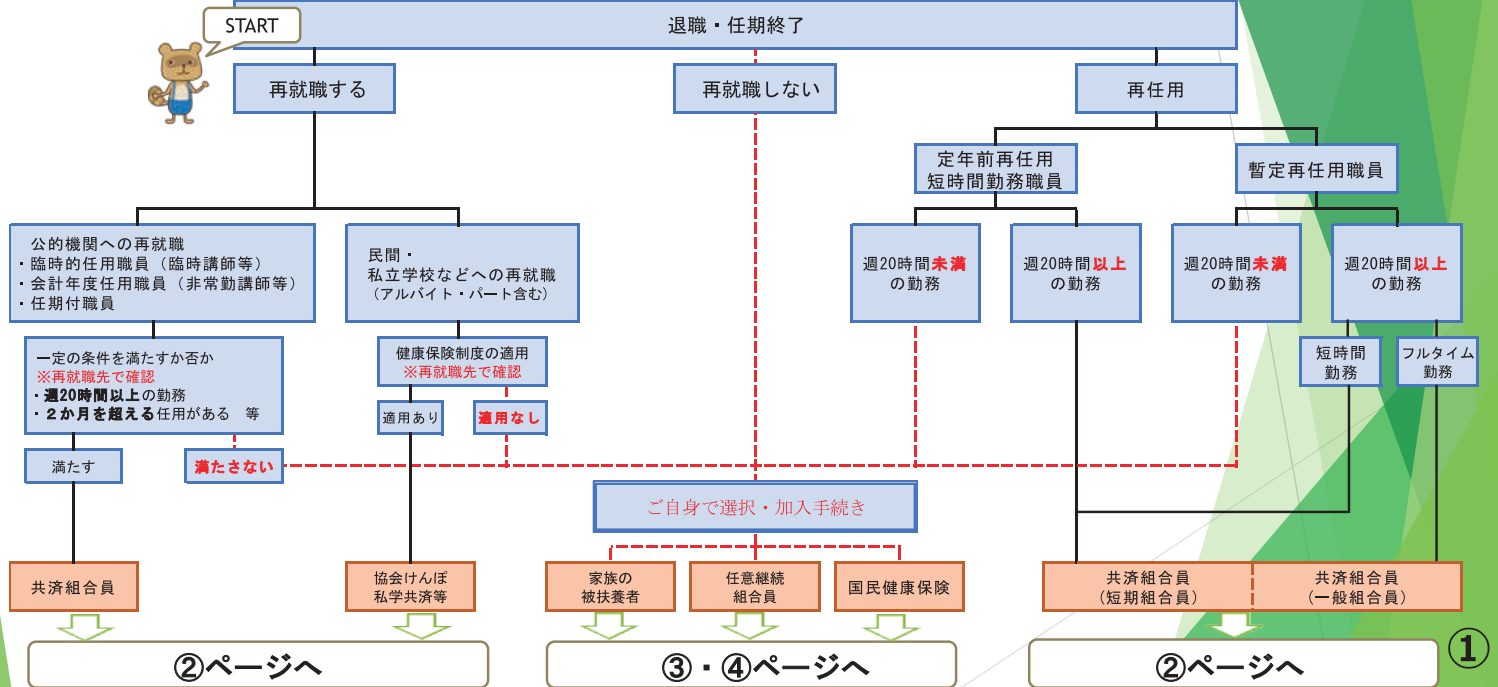 START
退職・任期終了
再就職する
再就職しない
再任用
定年前再任用
短時間勤務職員
暫定再任用職員
公的機関への再就職
・臨時的任用職員（臨時講師等）
・会計年度任用職員（非常勤講師等）
・任期付職員
民間・
私立学校などへの再就職
（アルバイト・パート含む）
週20時間未満
の勤務
週20時間以上
の勤務
週20時間未満
の勤務
週20時間以上
の勤務
一定の条件を満たすか否か
※再就職先で確認
・週20時間以上の勤務
・２か月を超える任用がある　等
健康保険制度の適用
※再就職先で確認
短時間
勤務
フルタイム
勤務
適用あり
適用なし
満たす
満たさない
ご自身で選択・加入手続き
共済組合員
協会けんぽ
私学共済等
家族の
被扶養者
任意継続
組合員
国民健康保険
共済組合員
（短期組合員）
共済組合員
（一般組合員）
②ページへ
③・④ページへ
②ページへ
①